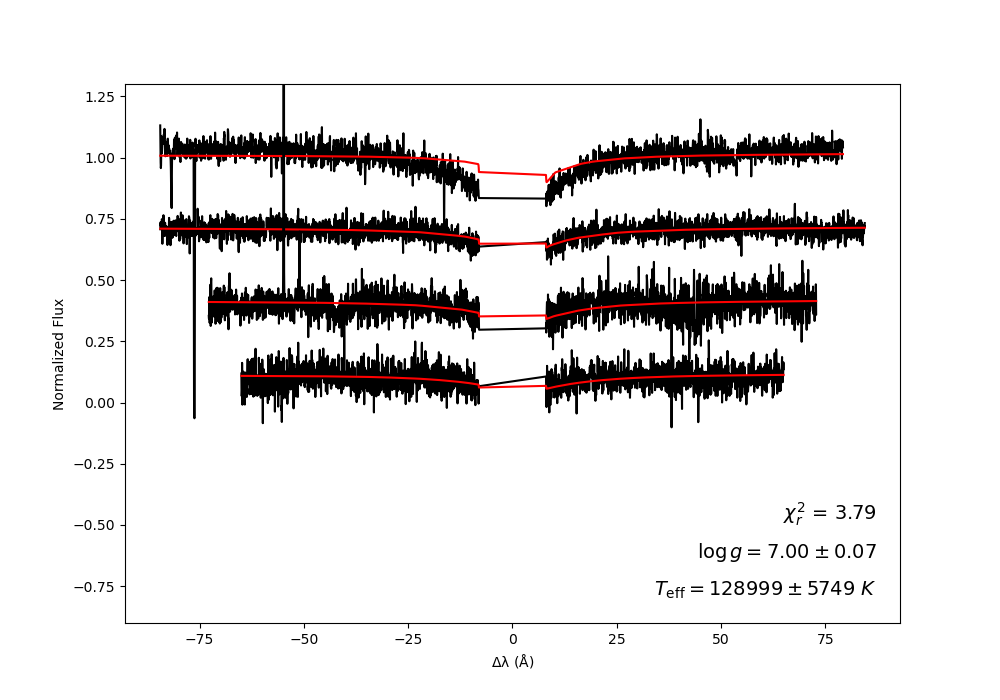 1.25
1.00
0.75
0.50
0.25
0.00
−0.25
−0.50
−0.75
Normalized Flux
χ²ᵣ = 3.79
log g = 7.00 ± 0.07
T_eff = 128999 ± 5749 K
−75 −50 −25 0 25 50 75
Δλ (Å)